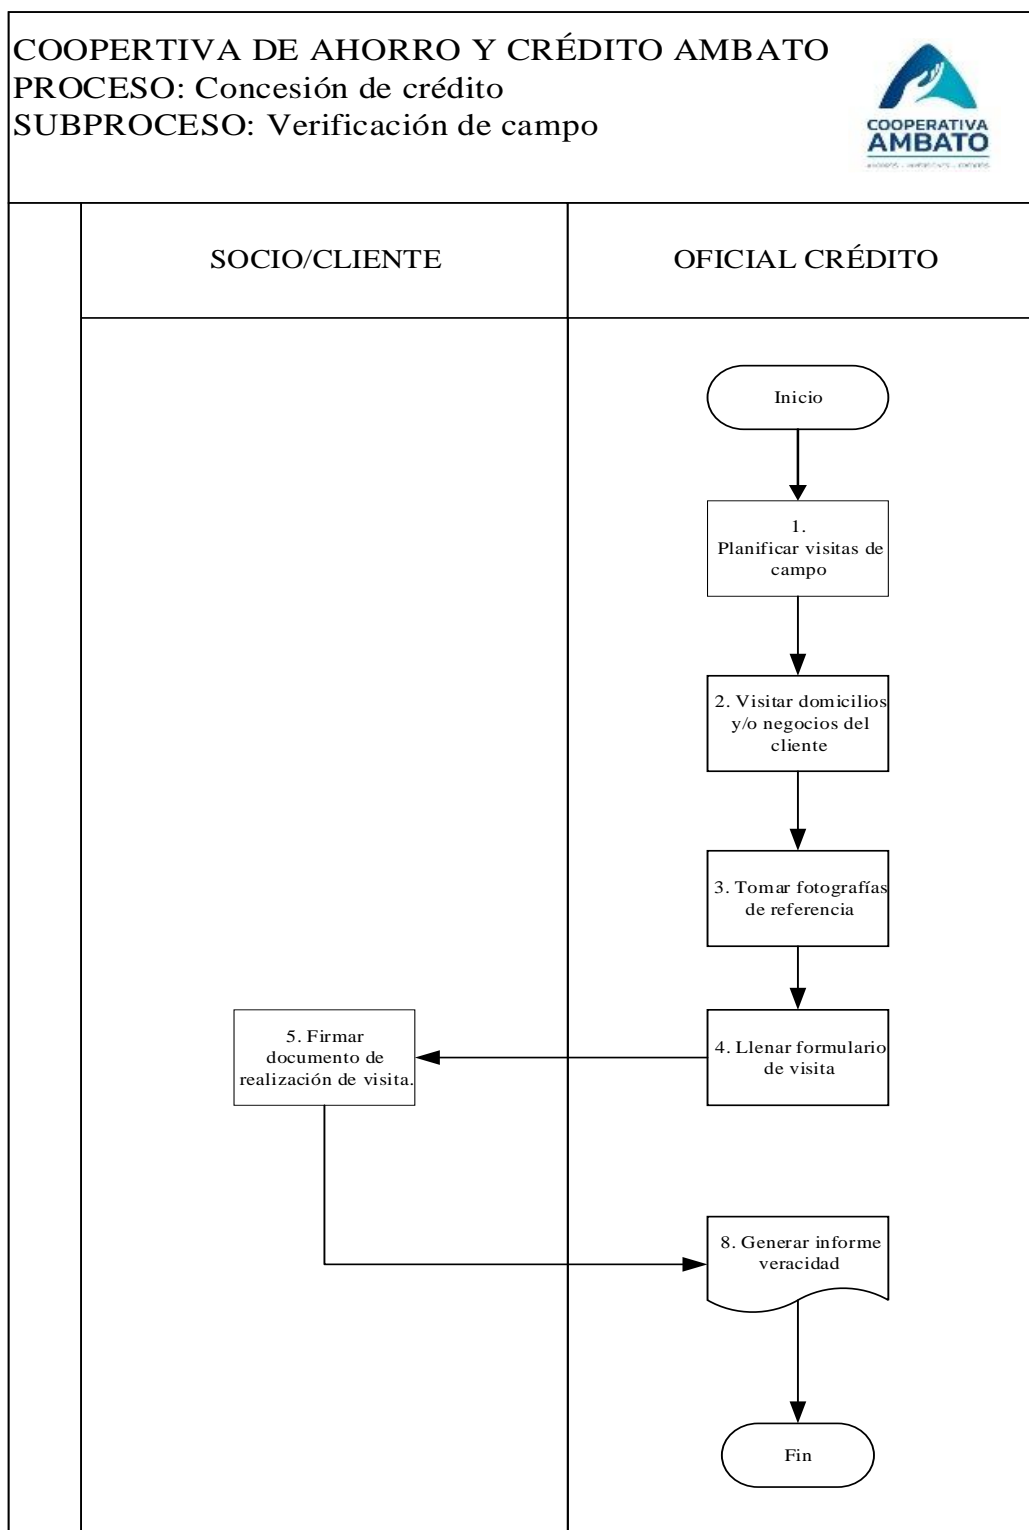 COOPERTIVA DE AHORRO Y CRÉDITO AMBATO
PROCESO: Concesión de crédito
SUBPROCESO: Verificación de campo
COOPERATIVA
AMBATO
SOCIO/CLIENTE
OFICIAL CRÉDITO
Inicio
1.
Planificar visitas de
campo
2. Visitar domicilios
y/o negocios del
cliente
3. Tomar fotografías
de referencia
4. Llenar formulario
de visita
5. Firmar
documento de
realización de visita.
8. Generar informe
veracidad
Fin